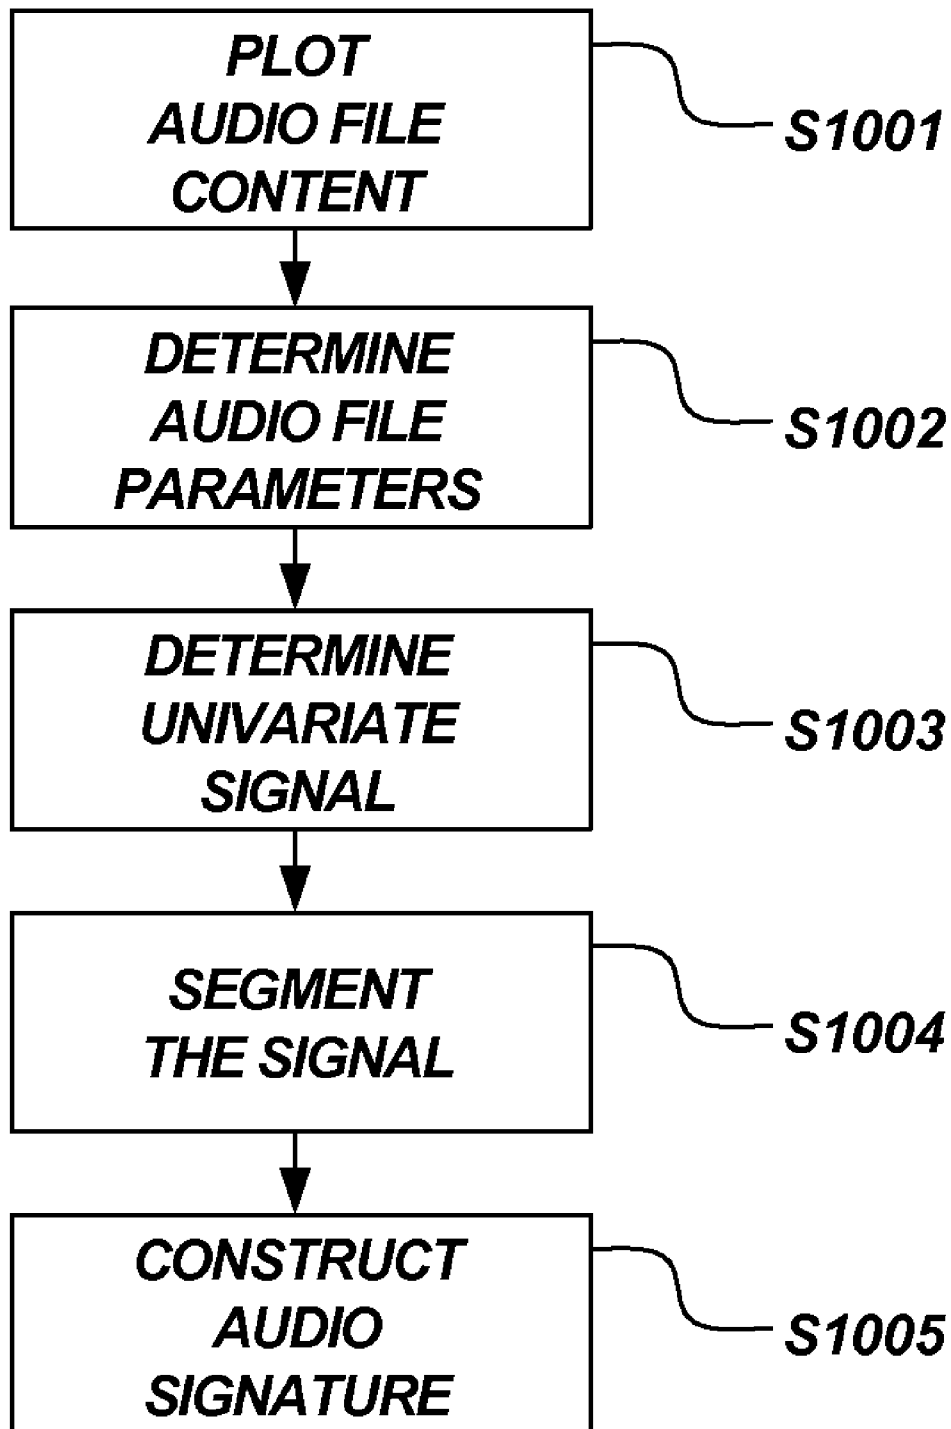 PLOT
AUDIO FILE
CONTENT
S1001
DETERMINE
AUDIO FILE
PARAMETERS
S1002
DETERMINE
UNIVARIATE
SIGNAL
S1003
SEGMENT
THE SIGNAL
S1004
CONSTRUCT
AUDIO
SIGNATURE
S1005